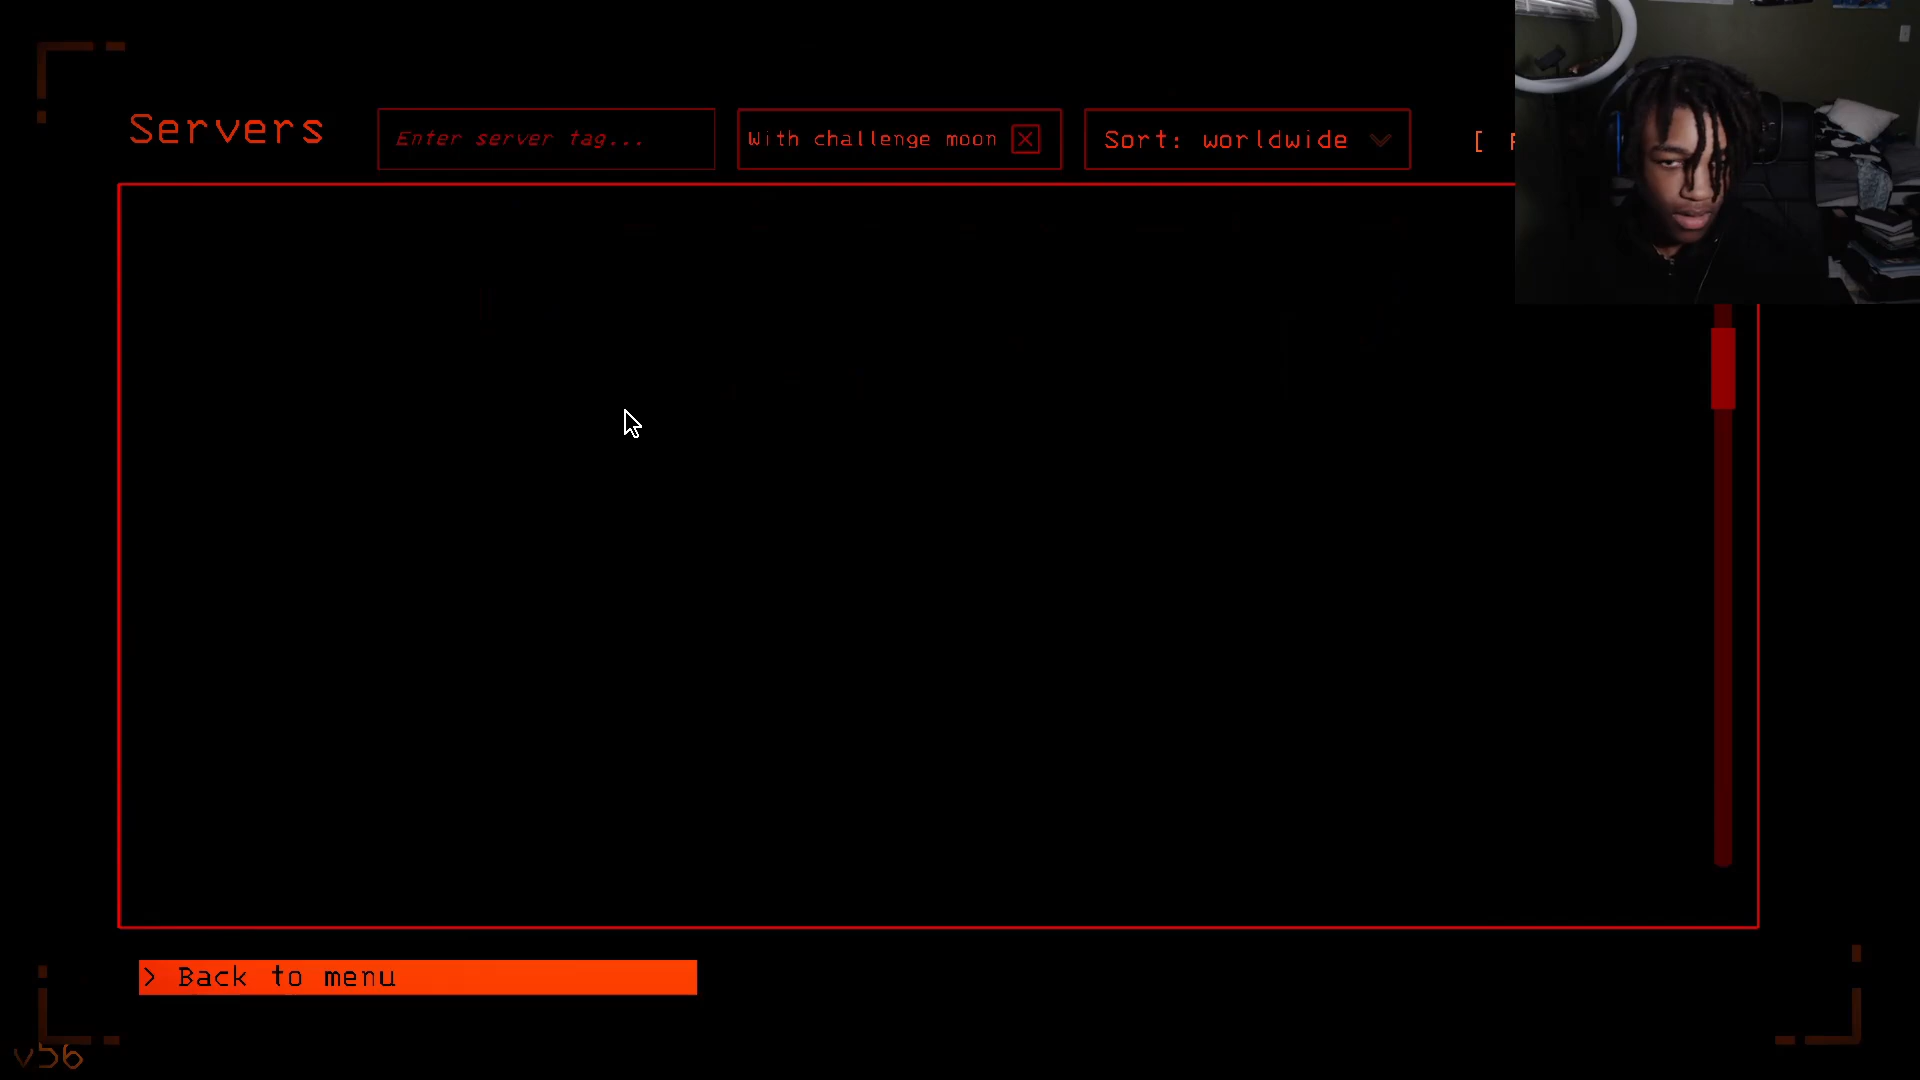 Servers
Enter server tag...
With challenge moon
Sort: worldwide
[
> Back to menu
v56